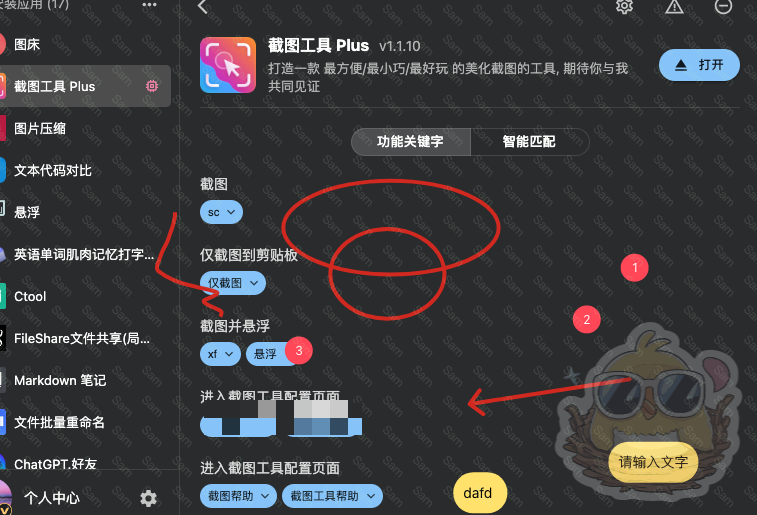 安装应用 (17)
图床
截图工具 Plus
图片压缩
文本代码对比
悬浮
英语单词肌肉记忆打字...
Ctool
FileShare文件共享(局...
Markdown 笔记
文件批量重命名
ChatGPT.好友
个人中心
截图工具 Plus v1.1.10
打造一款 最方便/最小巧/最好玩 的美化截图的工具, 期待你与我
共同见证
打开
功能关键字 智能匹配
截图
sc
仅截图到剪贴板
仅截图
1
2
截图并悬浮
xf 悬浮 3
进入截图工具配置页面
请输入文字
进入截图工具配置页面
截图帮助 截图工具帮助
dafd
Sam